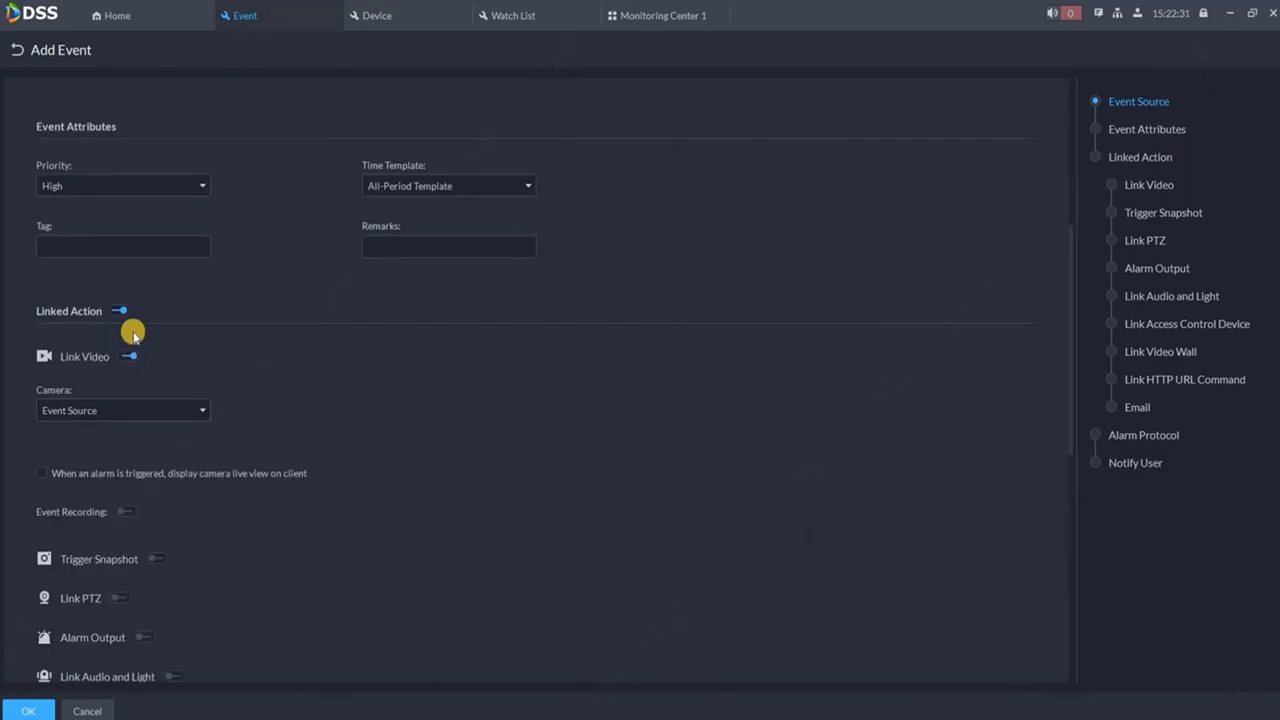 DSS Home Event Device Watch List Monitoring Center 1 0 15:22:31
Add Event
Event Attributes
Priority: Time Template:
High All-Period Template
Tag: Remarks:
Linked Action
Link Video
Camera:
Event Source
When an alarm is triggered, display camera live view on client
Event Recording:
Trigger Snapshot
Link PTZ
Alarm Output
Link Audio and Light
OK Cancel
Event Source
Event Attributes
Linked Action
Link Video
Trigger Snapshot
Link PTZ
Alarm Output
Link Audio and Light
Link Access Control Device
Link Video Wall
Link HTTP URL Command
Email
Alarm Protocol
Notify User